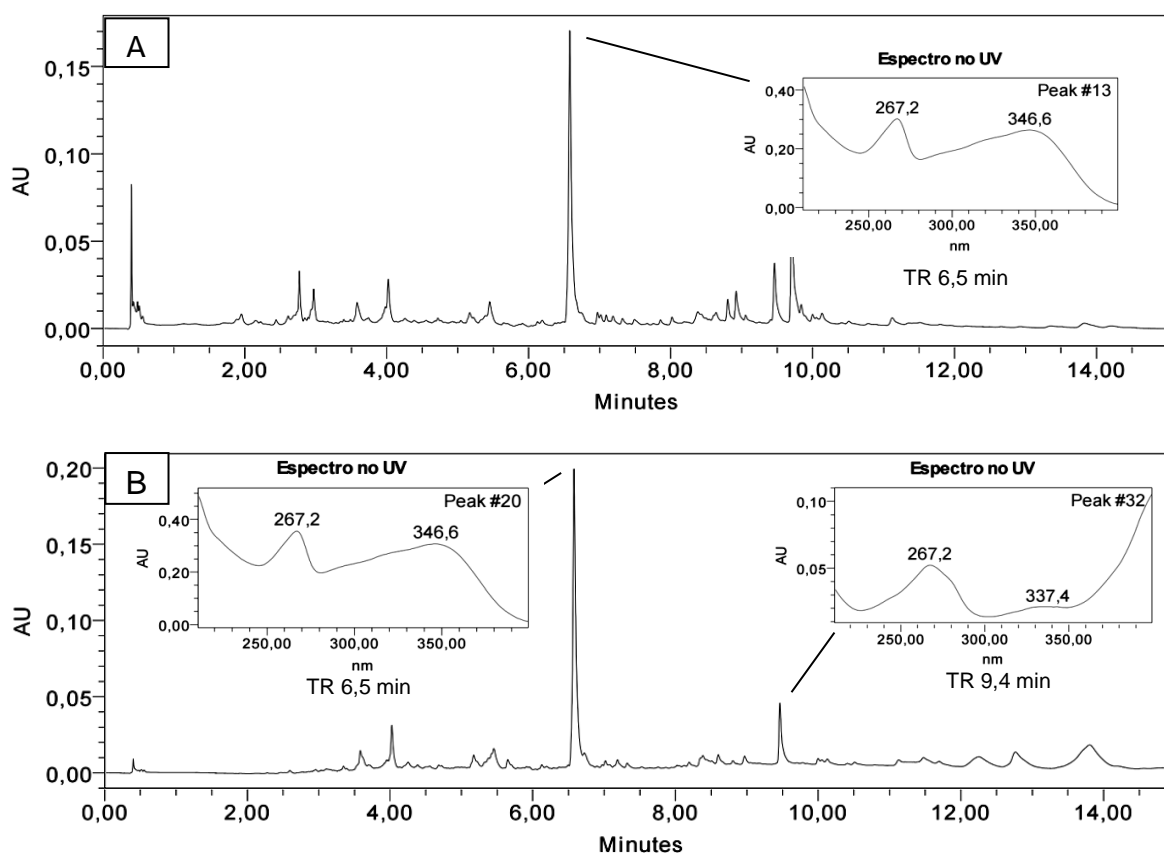 A
Espectro no UV
Peak #13
267,2
346,6
0,40
0,20
0,00
AU
250,00 300,00 350,00
nm
TR 6,5 min
0,15
0,10
0,05
0,00
AU
0,00 2,00 4,00 6,00 8,00 10,00 12,00 14,00
Minutes
B
Espectro no UV
Peak #20
267,2
346,6
0,40
0,20
0,00
AU
250,00 300,00 350,00
nm
TR 6,5 min
Espectro no UV
Peak #32
267,2
337,4
0,10
0,05
AU
250,00 300,00 350,00
nm
TR 9,4 min
0,20
0,15
0,10
0,05
0,00
AU
0,00 2,00 4,00 6,00 8,00 10,00 12,00 14,00
Minutes